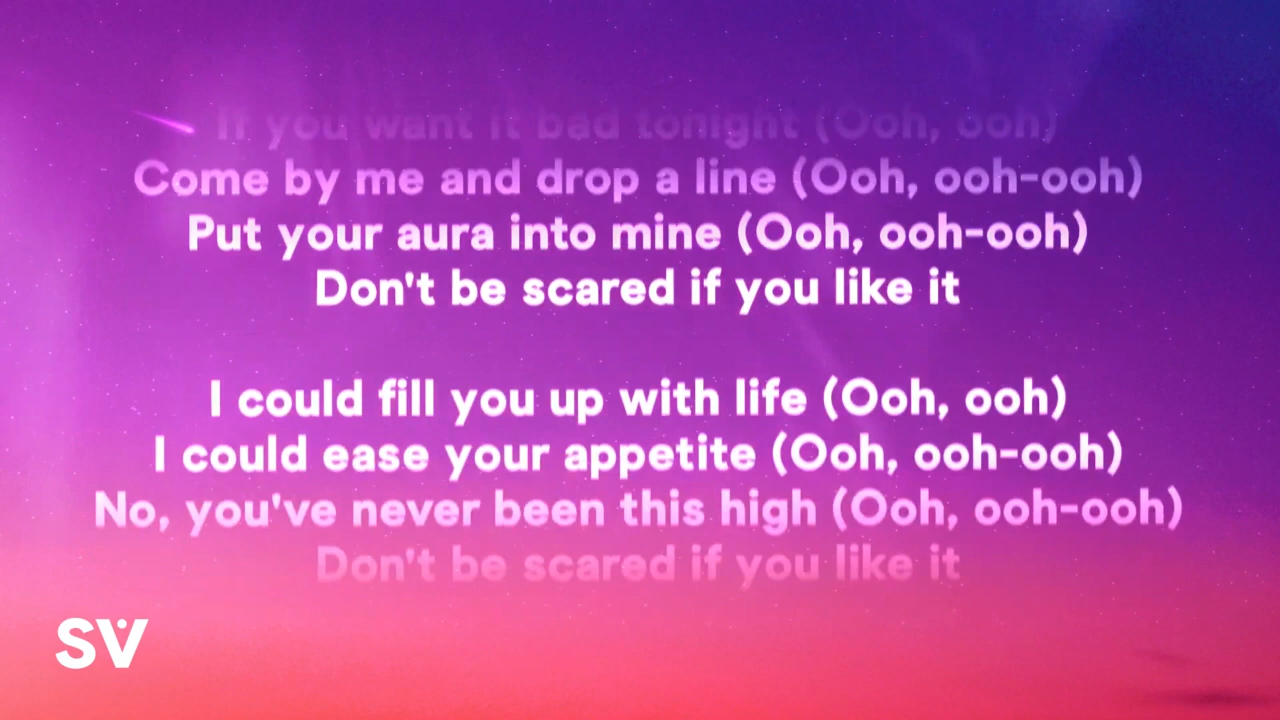 If you want it bad tonight (Ooh, ooh)
Come by me and drop a line (Ooh, ooh-ooh)
Put your aura into mine (Ooh, ooh-ooh)
Don't be scared if you like it
I could fill you up with life (Ooh, ooh)
I could ease your appetite (Ooh, ooh-ooh)
No, you've never been this high (Ooh, ooh-ooh)
Don't be scared if you like it
SV